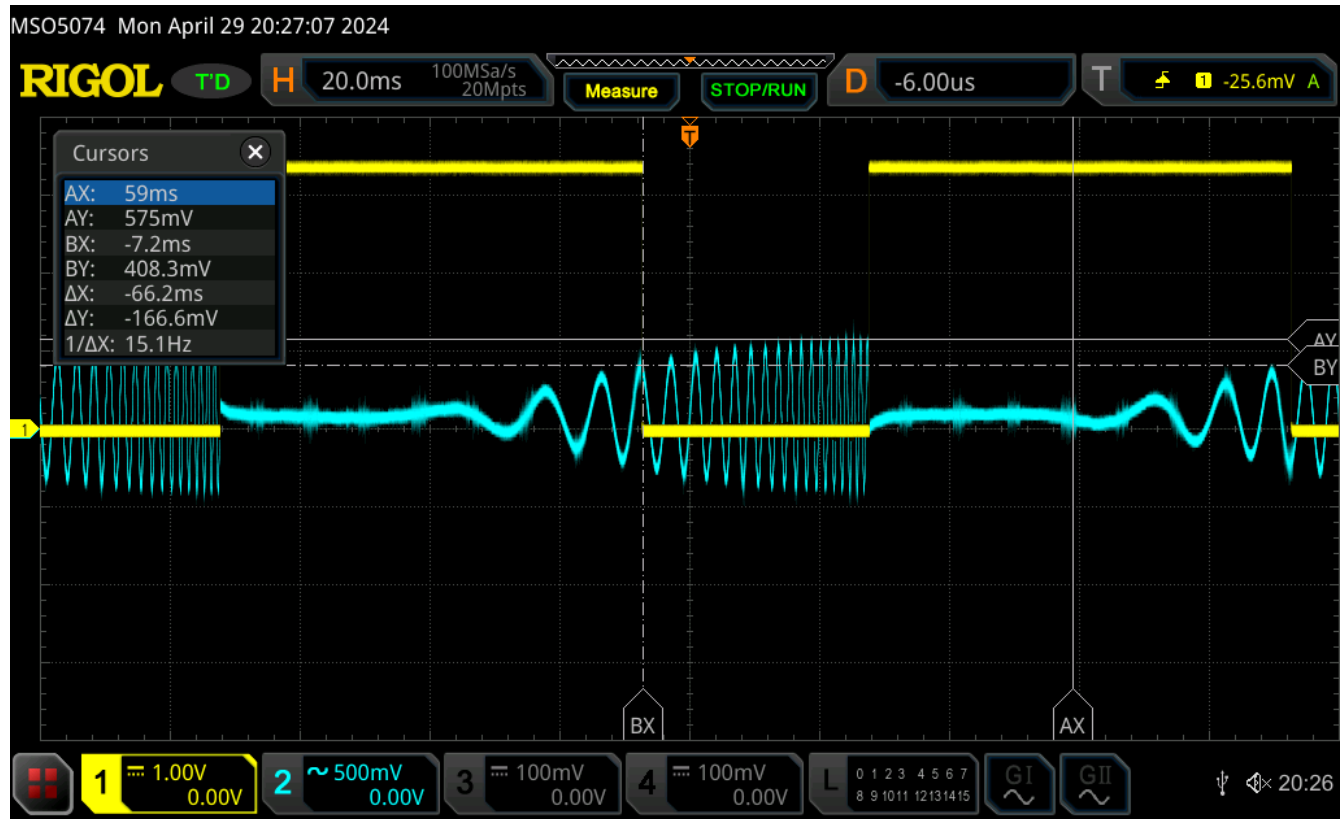 MSO5074 Mon April 29 20:27:07 2024
RIGOL T'D H 20.0ms 100MSa/s 20Mpts Measure STOP/RUN D -6.00us T 1 -25.6mV A
T
Cursors
AX: 59ms
AY: 575mV
BX: -7.2ms
BY: 408.3mV
ΔX: -66.2ms
ΔY: -166.6mV
1/ΔX: 15.1Hz
AY
BY
1
BX AX
1 1.00V 0.00V 2 500mV 0.00V 3 100mV 0.00V 4 100mV 0.00V L 0 1 2 3 4 5 6 7 GI GII 20:26
8 9 10 11 12 13 14 15